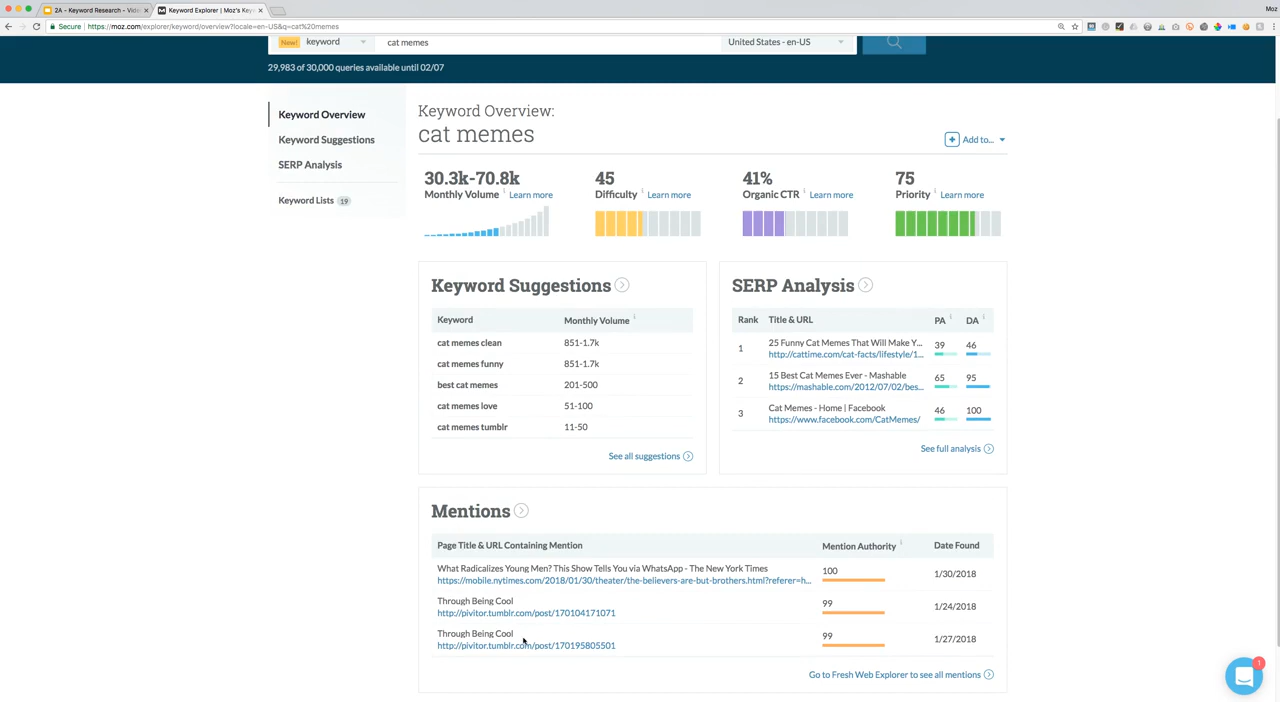 2A - Keyword Research - Vide
Keyword Explorer | Moz's Key
Moz
Secure
https://moz.com/explorer/keyword/overview?locale=en-US&q=cat%20memes
New!
keyword
cat memes
United States - en-US
29,983 of 30,000 queries available until 02/07
Keyword Overview
Keyword Suggestions
SERP Analysis
Keyword Lists 19
Keyword Overview:
cat memes
Add to...
30.3k-70.8k
Monthly Volume i Learn more
45
Difficulty i Learn more
41%
Organic CTR i Learn more
75
Priority i Learn more
Keyword Suggestions
Keyword Monthly Volume i
cat memes clean 851-1.7k
cat memes funny 851-1.7k
best cat memes 201-500
cat memes love 51-100
cat memes tumblr 11-50
See all suggestions
SERP Analysis
Rank Title & URL PA i DA i
1 25 Funny Cat Memes That Will Make Y... 39 46
http://cattime.com/cat-facts/lifestyle/1...
2 15 Best Cat Memes Ever - Mashable 65 95
https://mashable.com/2012/07/02/bes...
3 Cat Memes - Home | Facebook 46 100
https://www.facebook.com/CatMemes/
See full analysis
Mentions
Page Title & URL Containing Mention Mention Authority i Date Found
What Radicalizes Young Men? This Show Tells You via WhatsApp - The New York Times 100 1/30/2018
https://mobile.nytimes.com/2018/01/30/theater/the-believers-are-but-brothers.html?referer=h...
Through Being Cool 99 1/24/2018
http://pivitor.tumblr.com/post/170104171071
Through Being Cool 99 1/27/2018
http://pivitor.tumblr.com/post/170195805501
Go to Fresh Web Explorer to see all mentions
1